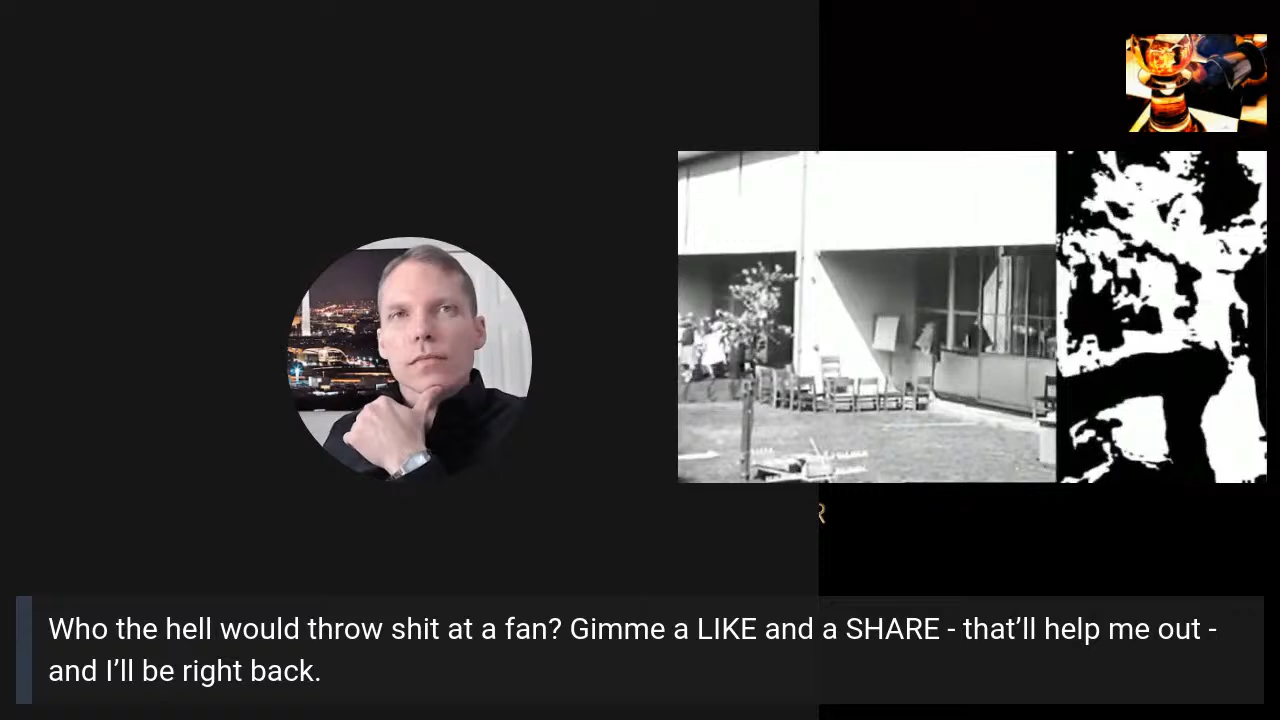 R
Who the hell would throw shit at a fan? Gimme a LIKE and a SHARE - that’ll help me out -
and I’ll be right back.